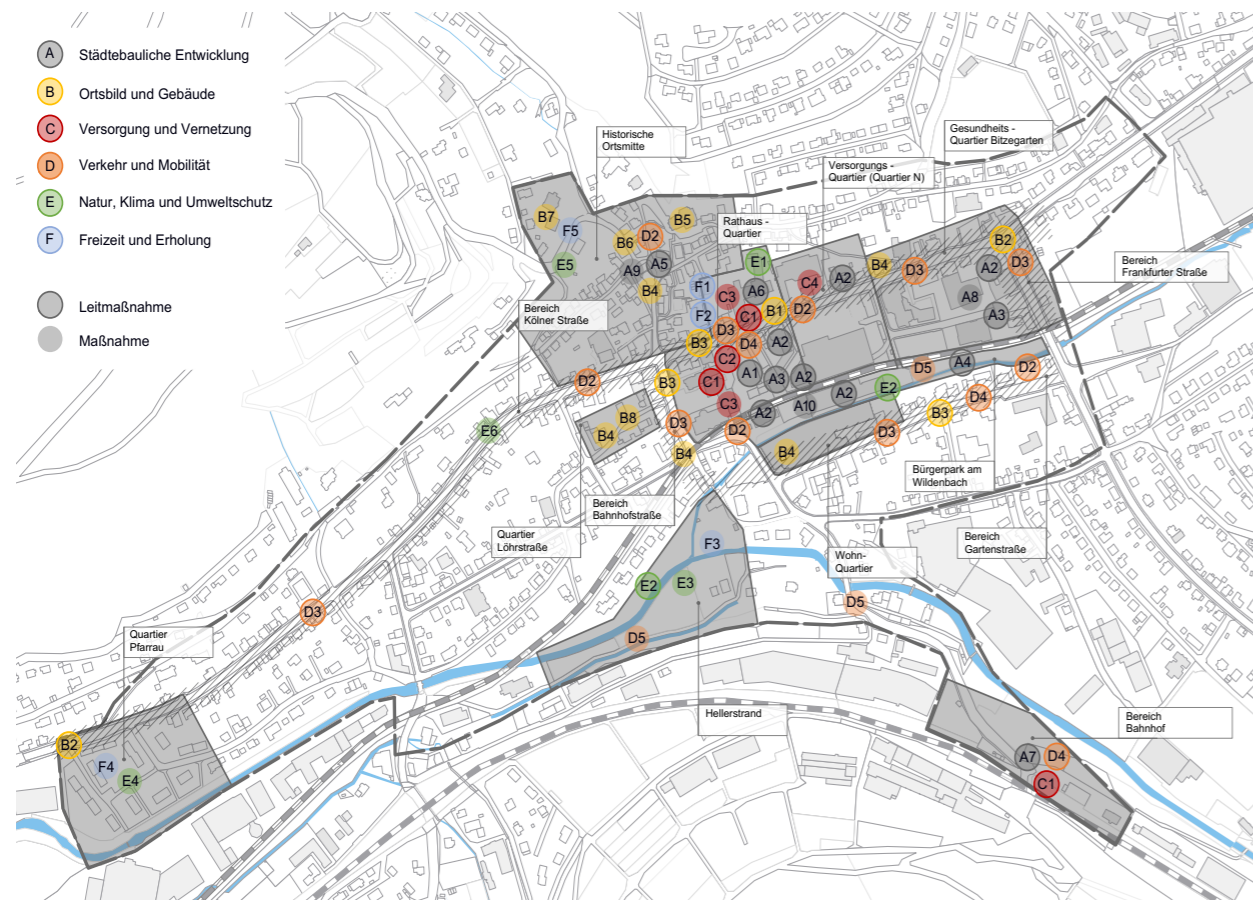 A Städtebauliche Entwicklung
B Ortsbild und Gebäude
C Versorgung und Vernetzung
D Verkehr und Mobilität
E Natur, Klima und Umweltschutz
F Freizeit und Erholung
Leitmaßnahme
Maßnahme
Historische
Ortsmitte
Gesundheits -
Quartier Bitzegarten
Versorgungs -
Quartier (Quartier N)
Rathaus -
Quartier
Bereich
Frankfurter Straße
Bereich
Kölner Straße
B7
F5
B6
D2
B5
E5
A9
A5
B4
E1
F1
C3
A6
C4
A2
B4
D3
B2
A2
D3
A8
A3
F2
C1
B1
D2
D3
B3
D4
A2
C2
A1
A3
A2
C1
C3
A2
A10
A2
E2
D5
A4
D2
D4
B3
D3
D2
B3
B8
B4
D3
D2
B4
B4
E6
Bürgerpark am
Wildenbach
Bereich
Bahnhofstraße
Quartier
Löhrstraße
Bereich
Gartenstraße
Wohn-
Quartier
F3
E2
E3
D5
D5
D3
Quartier
Pfarrau
Hellerstrand
Bereich
Bahnhof
B2
F4
E4
A7
D4
C1